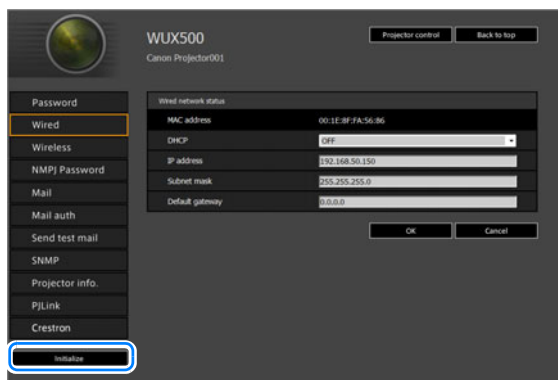 WUX500
Canon Projector001
Projector control
Back to top
Password
Wired
Wireless
NMPJ Password
Mail
Mail auth
Send test mail
SNMP
Projector info.
PJLink
Crestron
Initialize
Wired network status
MAC address 00:1E:8F:FA:56:86
DHCP OFF
IP address 192.168.50.150
Subnet mask 255.255.255.0
Default gateway 0.0.0.0
OK
Cancel